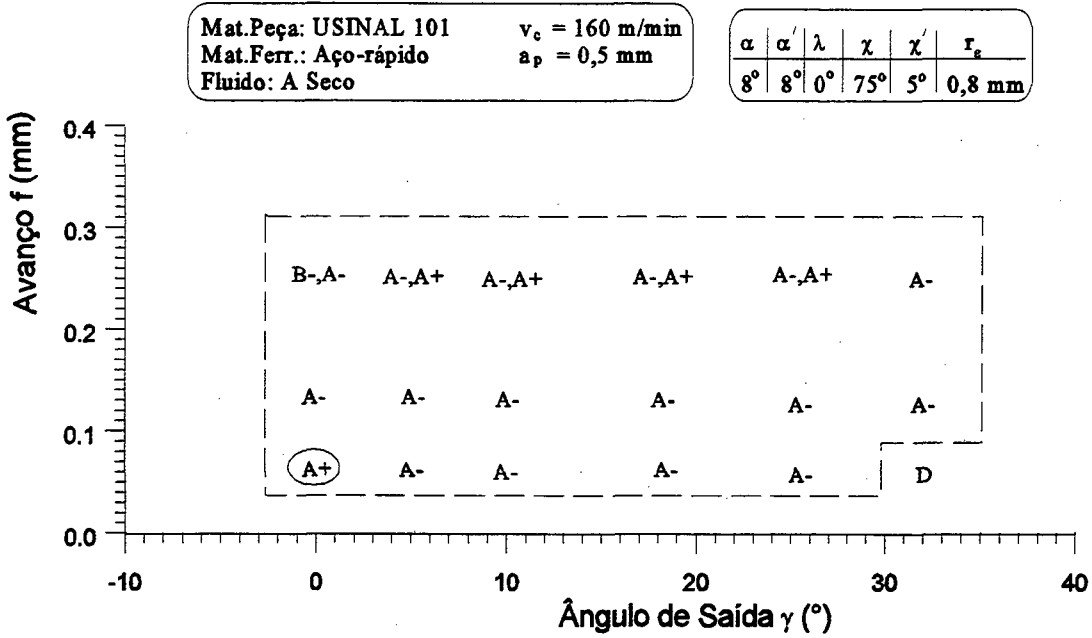 Mat.Peça: USINAL 101 v_c = 160 m/min
Mat.Ferr.: Aço-rápido a_p = 0,5 mm
Fluido: A Seco
α α′ λ χ χ′ r_ε
8° 8° 0° 75° 5° 0,8 mm
Avanço f (mm)
0.4
0.3
B-,A- A-,A+ A-,A+ A-,A+ A-,A+ A-
0.2
A- A- A- A- A- A-
0.1
A+ A- A- A- A- D
0.0
-10 0 10 20 30 40
Ângulo de Saída γ (°)